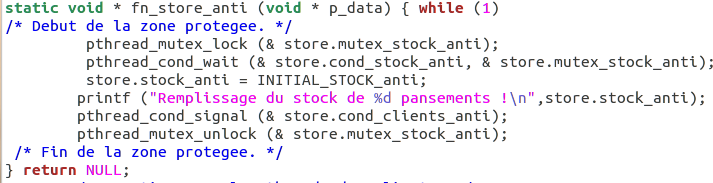 static void * fn_store_anti (void * p_data) { while (1)
/* Debut de la zone protegee. */
pthread_mutex_lock (& store.mutex_stock_anti);
pthread_cond_wait (& store.cond_stock_anti, & store.mutex_stock_anti);
store.stock_anti = INITIAL_STOCK_anti;
printf ("Remplissage du stock de %d pansements !\n",store.stock_anti);
pthread_cond_signal (& store.cond_clients_anti);
pthread_mutex_unlock (& store.mutex_stock_anti);
/* Fin de la zone protegee. */
} return NULL;